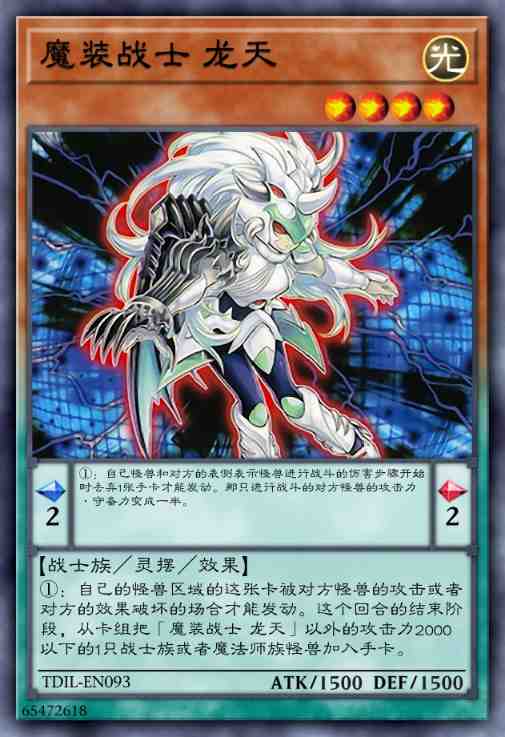 魔装战士 龙天
光
①：自己怪兽和对方的表侧表示怪兽进行战斗的伤害步骤开始
时丢弃1张手卡才能发动。那只进行战斗的对方怪兽的攻击力
·守备力变成一半。
2
2
【战士族／灵摆／效果】
①：自己的怪兽区域的这张卡被对方怪兽的攻击或者
对方的效果破坏的场合才能发动。这个回合的结束阶
段，从卡组把「魔装战士 龙天」以外的攻击力2000
以下的1只战士族或者魔法师族怪兽加入手卡。
TDIL-EN093
ATK/1500 DEF/1500
65472618